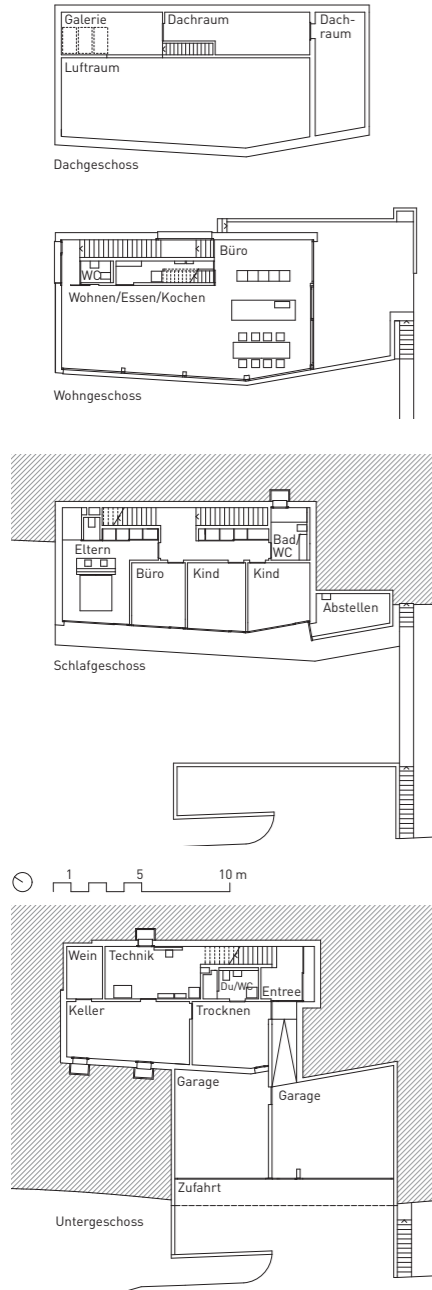 Galerie
Dachraum
Dach-
raum
Luftraum
Dachgeschoss
Büro
WC
Wohnen/Essen/Kochen
Wohngeschoss
Eltern
Bad/
WC
Büro
Kind
Kind
Abstellen
Schlafgeschoss
1 5 10 m
Wein
Technik
Du/WC
Entree
Keller
Trocknen
Garage
Garage
Zufahrt
Untergeschoss